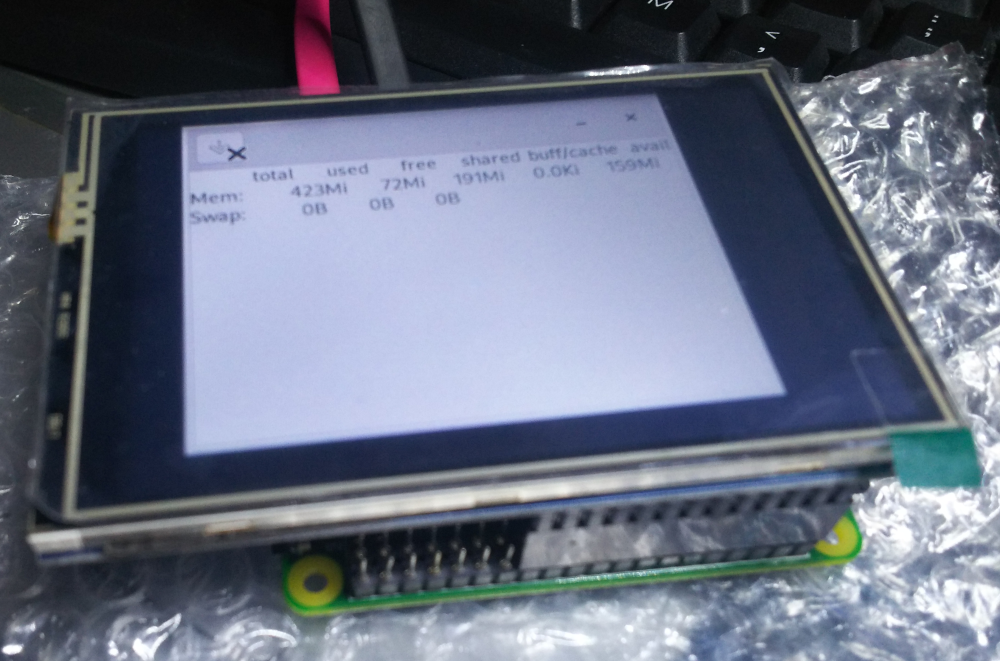 M
V
total used free shared buff/cache avail
Mem: 423Mi 72Mi 191Mi 0.0Ki 159Mi
Swap: 0B 0B 0B